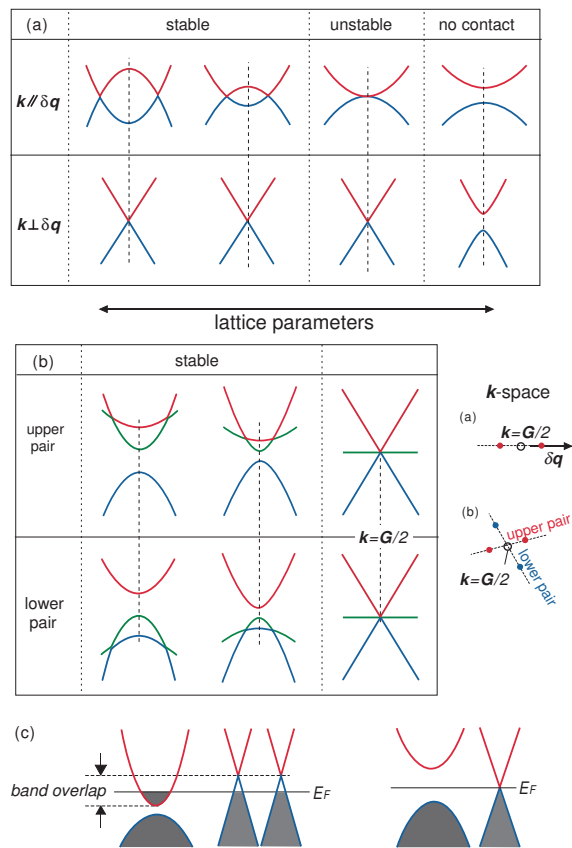 (a) stable unstable no contact
k // δq
k⊥δq
lattice parameters
(b) stable
upper
pair
k=G/2
lower
pair
k-space
(a)
k=G/2
δq
(b)
upper pair
lower pair
k=G/2
(c)
band overlap
EF
EF